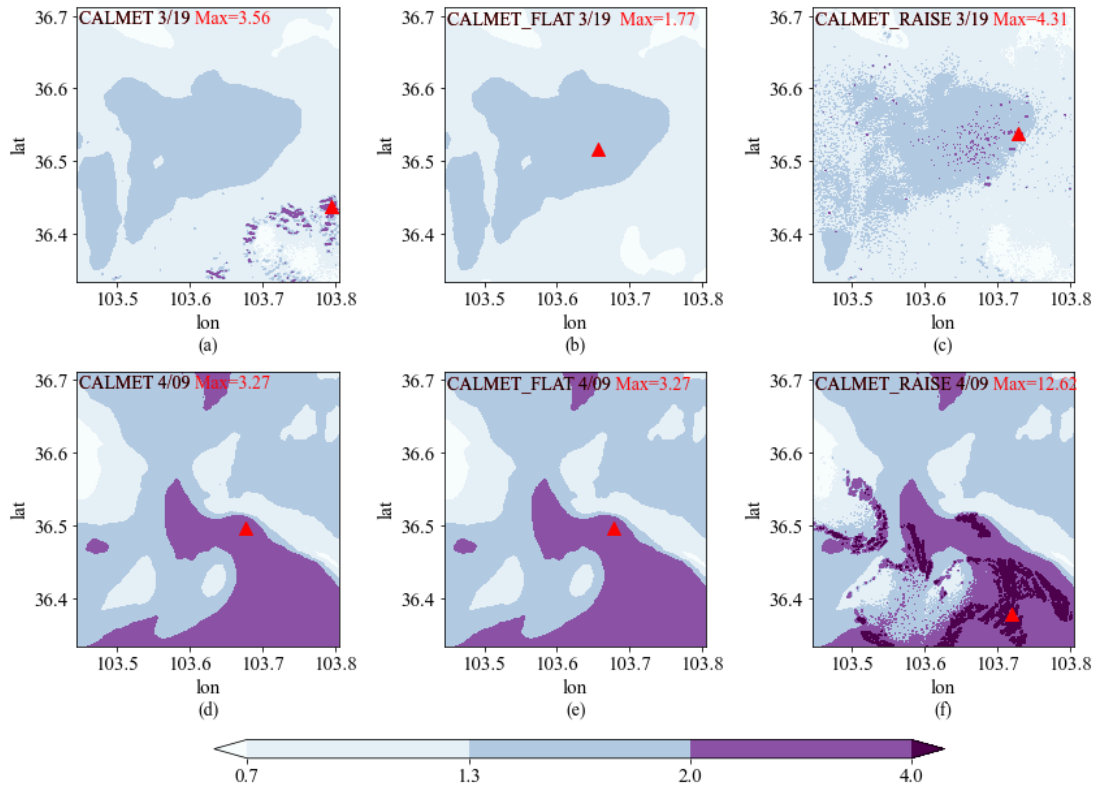 CALMET 3/19 Max=3.56
36.7
36.6
36.5
36.4
lat
103.5 103.6 103.7 103.8
lon
(a)
CALMET_FLAT 3/19 Max=1.77
36.7
36.6
36.5
36.4
lat
103.5 103.6 103.7 103.8
lon
(b)
CALMET_RAISE 3/19 Max=4.31
36.7
36.6
36.5
36.4
lat
103.5 103.6 103.7 103.8
lon
(c)
CALMET 4/09 Max=3.27
36.7
36.6
36.5
36.4
lat
103.5 103.6 103.7 103.8
lon
(d)
CALMET_FLAT 4/09 Max=3.27
36.7
36.6
36.5
36.4
lat
103.5 103.6 103.7 103.8
lon
(e)
CALMET_RAISE 4/09 Max=12.62
36.7
36.6
36.5
36.4
lat
103.5 103.6 103.7 103.8
lon
(f)
0.7 1.3 2.0 4.0